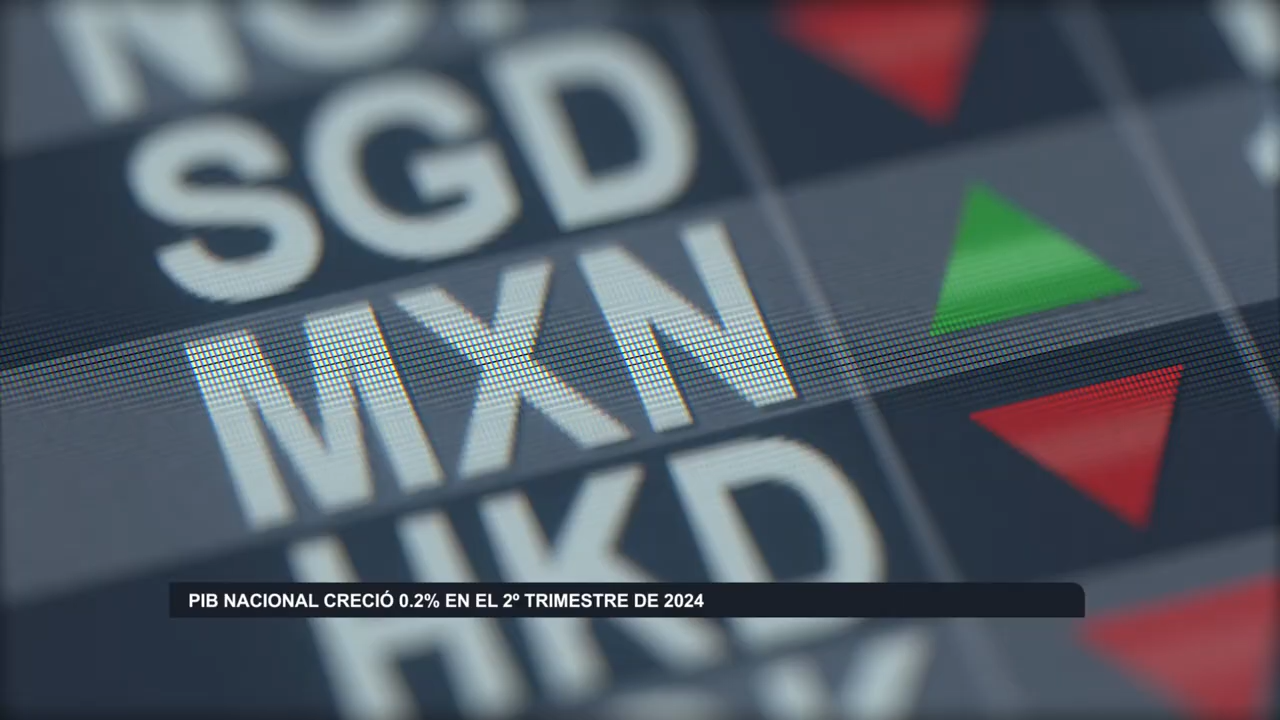 SGD
MXN
HKD
PIB NACIONAL CRECIÓ 0.2% EN EL 2º TRIMESTRE DE 2024